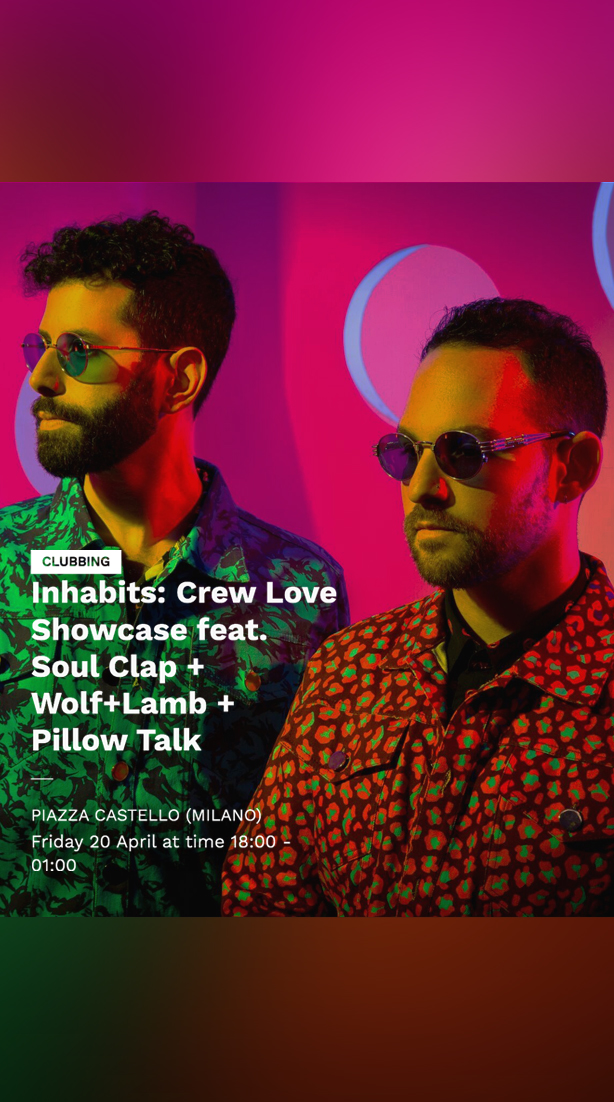 CLUBBING
Inhabits: Crew Love
Showcase feat.
Soul Clap +
Wolf+Lamb +
Pillow Talk
PIAZZA CASTELLO (MILANO)
Friday 20 April at time 18:00 -
01:00